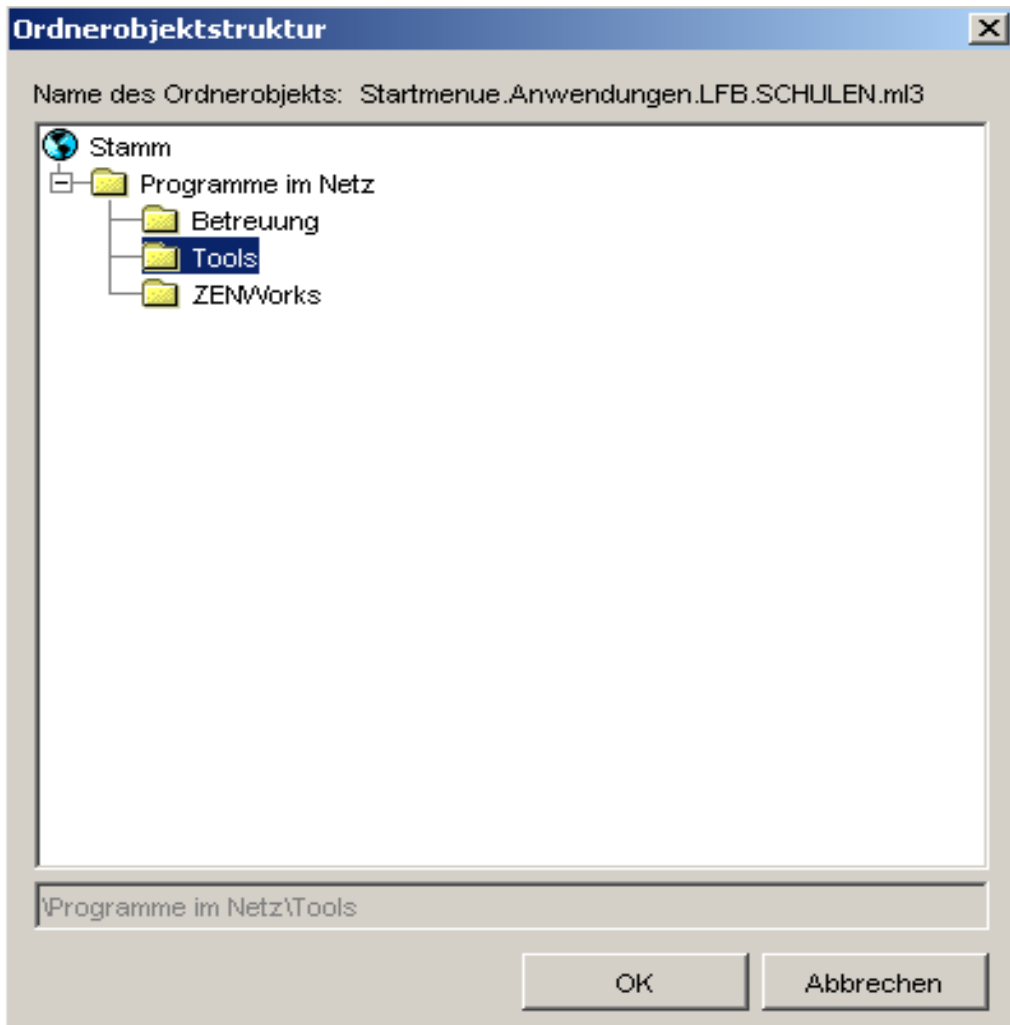 Ordnerobjektstruktur
Name des Ordnerobjekts: Startmenue.Anwendungen.LFB.SCHULEN.ml3
Stamm
Programme im Netz
Betreuung
Tools
ZENWorks
\Programme im Netz\Tools
OK Abbrechen